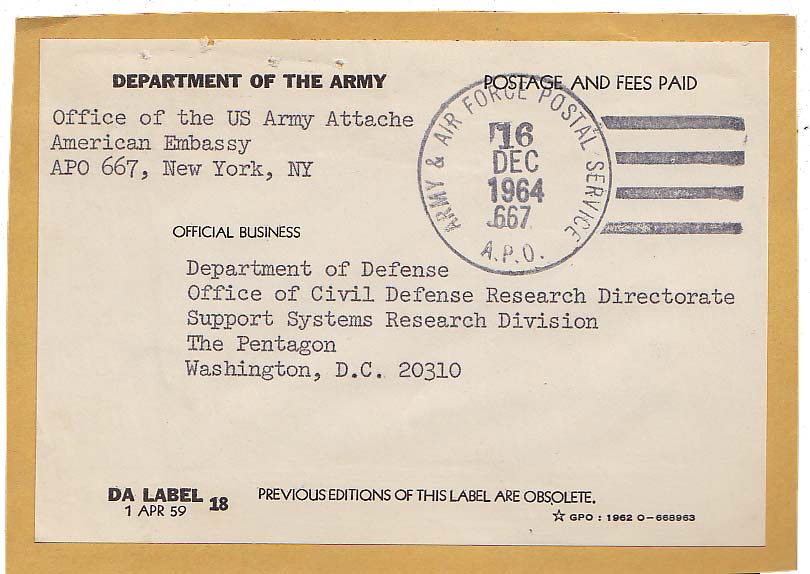 DEPARTMENT OF THE ARMY
POSTAGE AND FEES PAID
Office of the US Army Attache
American Embassy
APO 667, New York, NY
ARMY & AIR FORCE POSTAL SERVICE
16
DEC
1964
667
A.P.O.
OFFICIAL BUSINESS
Department of Defense
Office of Civil Defense Research Directorate
Support Systems Research Division
The Pentagon
Washington, D.C. 20310
DA LABEL 18
1 APR 59
PREVIOUS EDITIONS OF THIS LABEL ARE OBSOLETE.
☆ GPO : 1962 O-668963